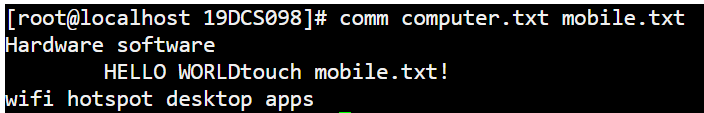 [root@localhost 19DCS098]# comm computer.txt mobile.txt
Hardware software
HELLO WORLDtouch mobile.txt!
wifi hotspot desktop apps